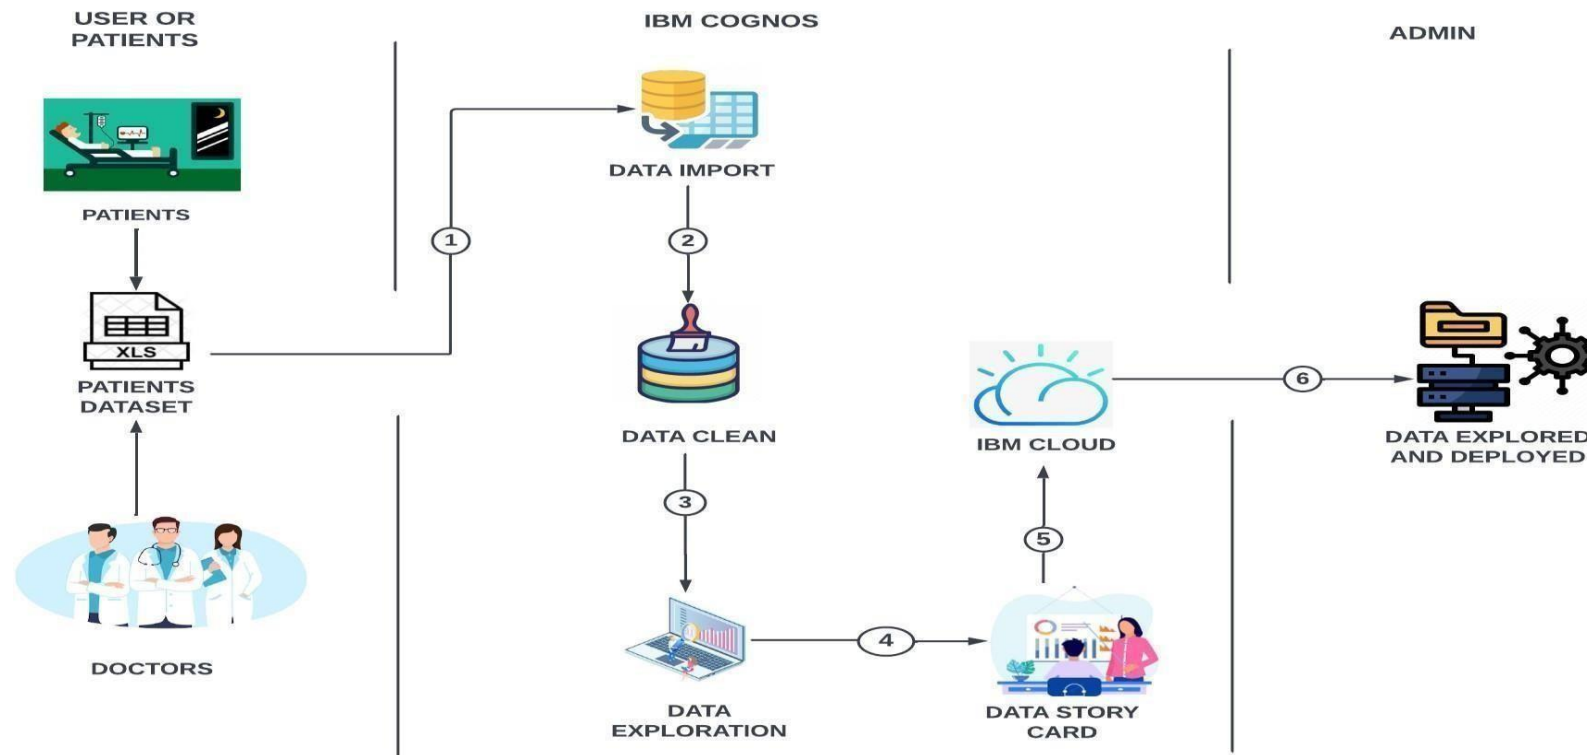 USER OR
PATIENTS
IBM COGNOS
ADMIN
PATIENTS
DATA IMPORT
1
2
XLS
PATIENTS
DATASET
DATA CLEAN
IBM CLOUD
6
DATA EXPLORED
AND DEPLOYED
3
5
DOCTORS
4
DATA
EXPLORATION
DATA STORY
CARD